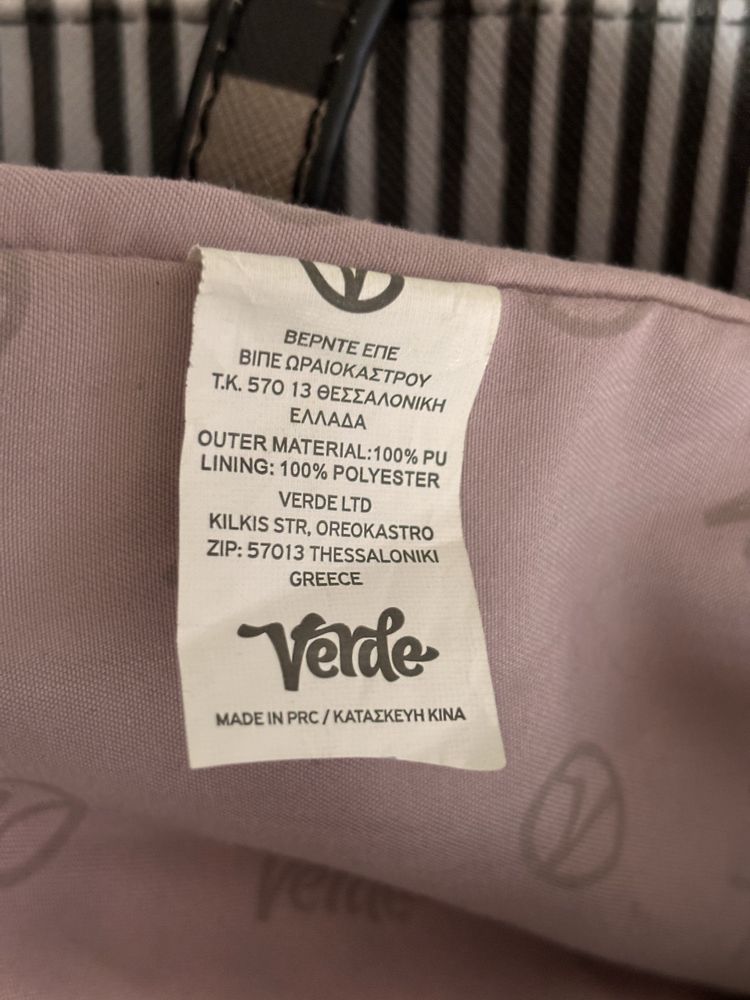 ΒΕΡΝΤΕ ΕΠΕ
ΒΙΠΕ ΩΡΑΙΟΚΑΣΤΡΟΥ
Τ.Κ. 570 13 ΘΕΣΣΑΛΟΝΙΚΗ
ΕΛΛΑΔΑ
OUTER MATERIAL:100% PU
LINING: 100% POLYESTER
VERDE LTD
KILKIS STR, OREOKASTRO
ZIP: 57013 THESSALONIKI
GREECE
Verde
MADE IN PRC / ΚΑΤΑΣΚΕΥΗ ΚΙΝΑ
Verde